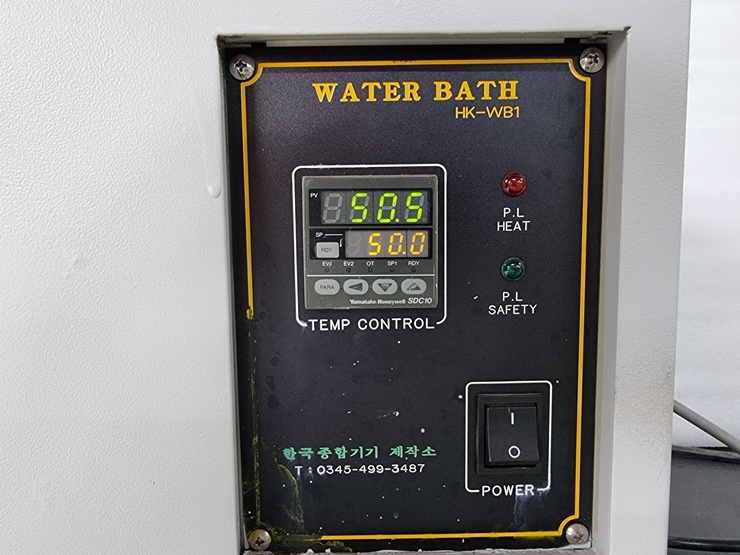 WATER BATH
HK-WB1
PV
50.5
SP
50.0
RDY
EV1 EV2 OT SP1 RDY
PARA
Yamatake Honeywell SDC10
TEMP CONTROL
P.L
HEAT
P.L
SAFETY
I
O
POWER
한국종합기기 제작소
T : 0345-499-3487